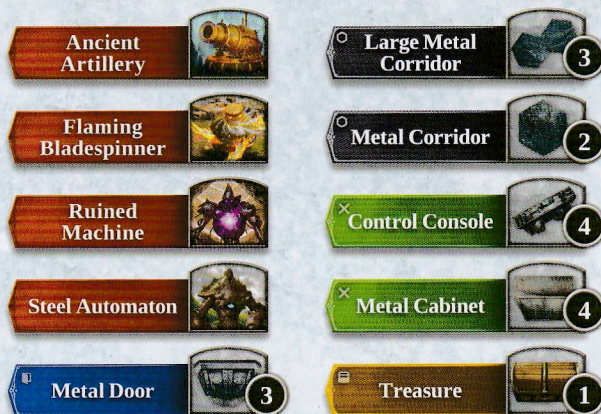 Ancient
Artillery
Flaming
Bladespinner
Ruined
Machine
Steel Automaton
Metal Door
3
Large Metal
Corridor
3
Metal Corridor
2
Control Console
4
Metal Cabinet
4
Treasure
1